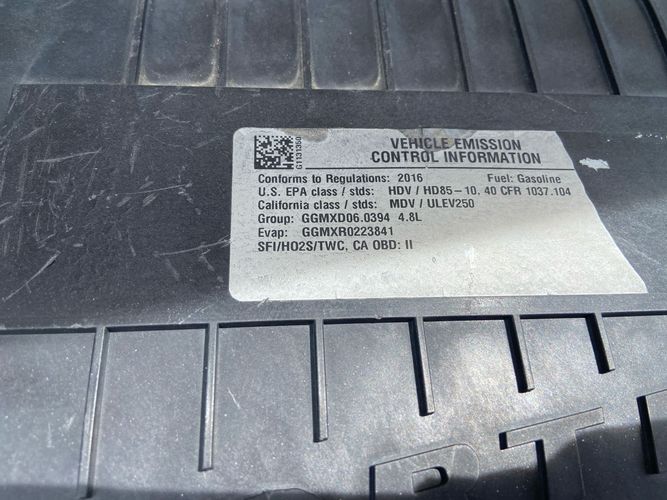 G1131350
VEHICLE EMISSION
CONTROL INFORMATION
Conforms to Regulations: 2016 Fuel: Gasoline
U.S. EPA class / stds: HDV / HD85-10, 40 CFR 1037.104
California class / stds: MDV / ULEV250
Group: GGMXD06.0394 4.8L
Evap: GGMXR0223841
SFI/HO2S/TWC, CA OBD: II